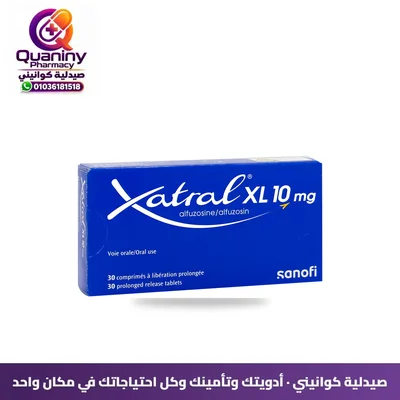 Quaniny
Pharmacy
صيدلية كوانيني
01036181518
Xatral® XL 10 mg
alfuzosine/alfuzosin
Voie orale/Oral use
30 comprimés à libération prolongée
30 prolonged release tablets
sanofi
صيدلية كوانيني · أدويتك وتأمينك وكل احتياجاتك في مكان واحد